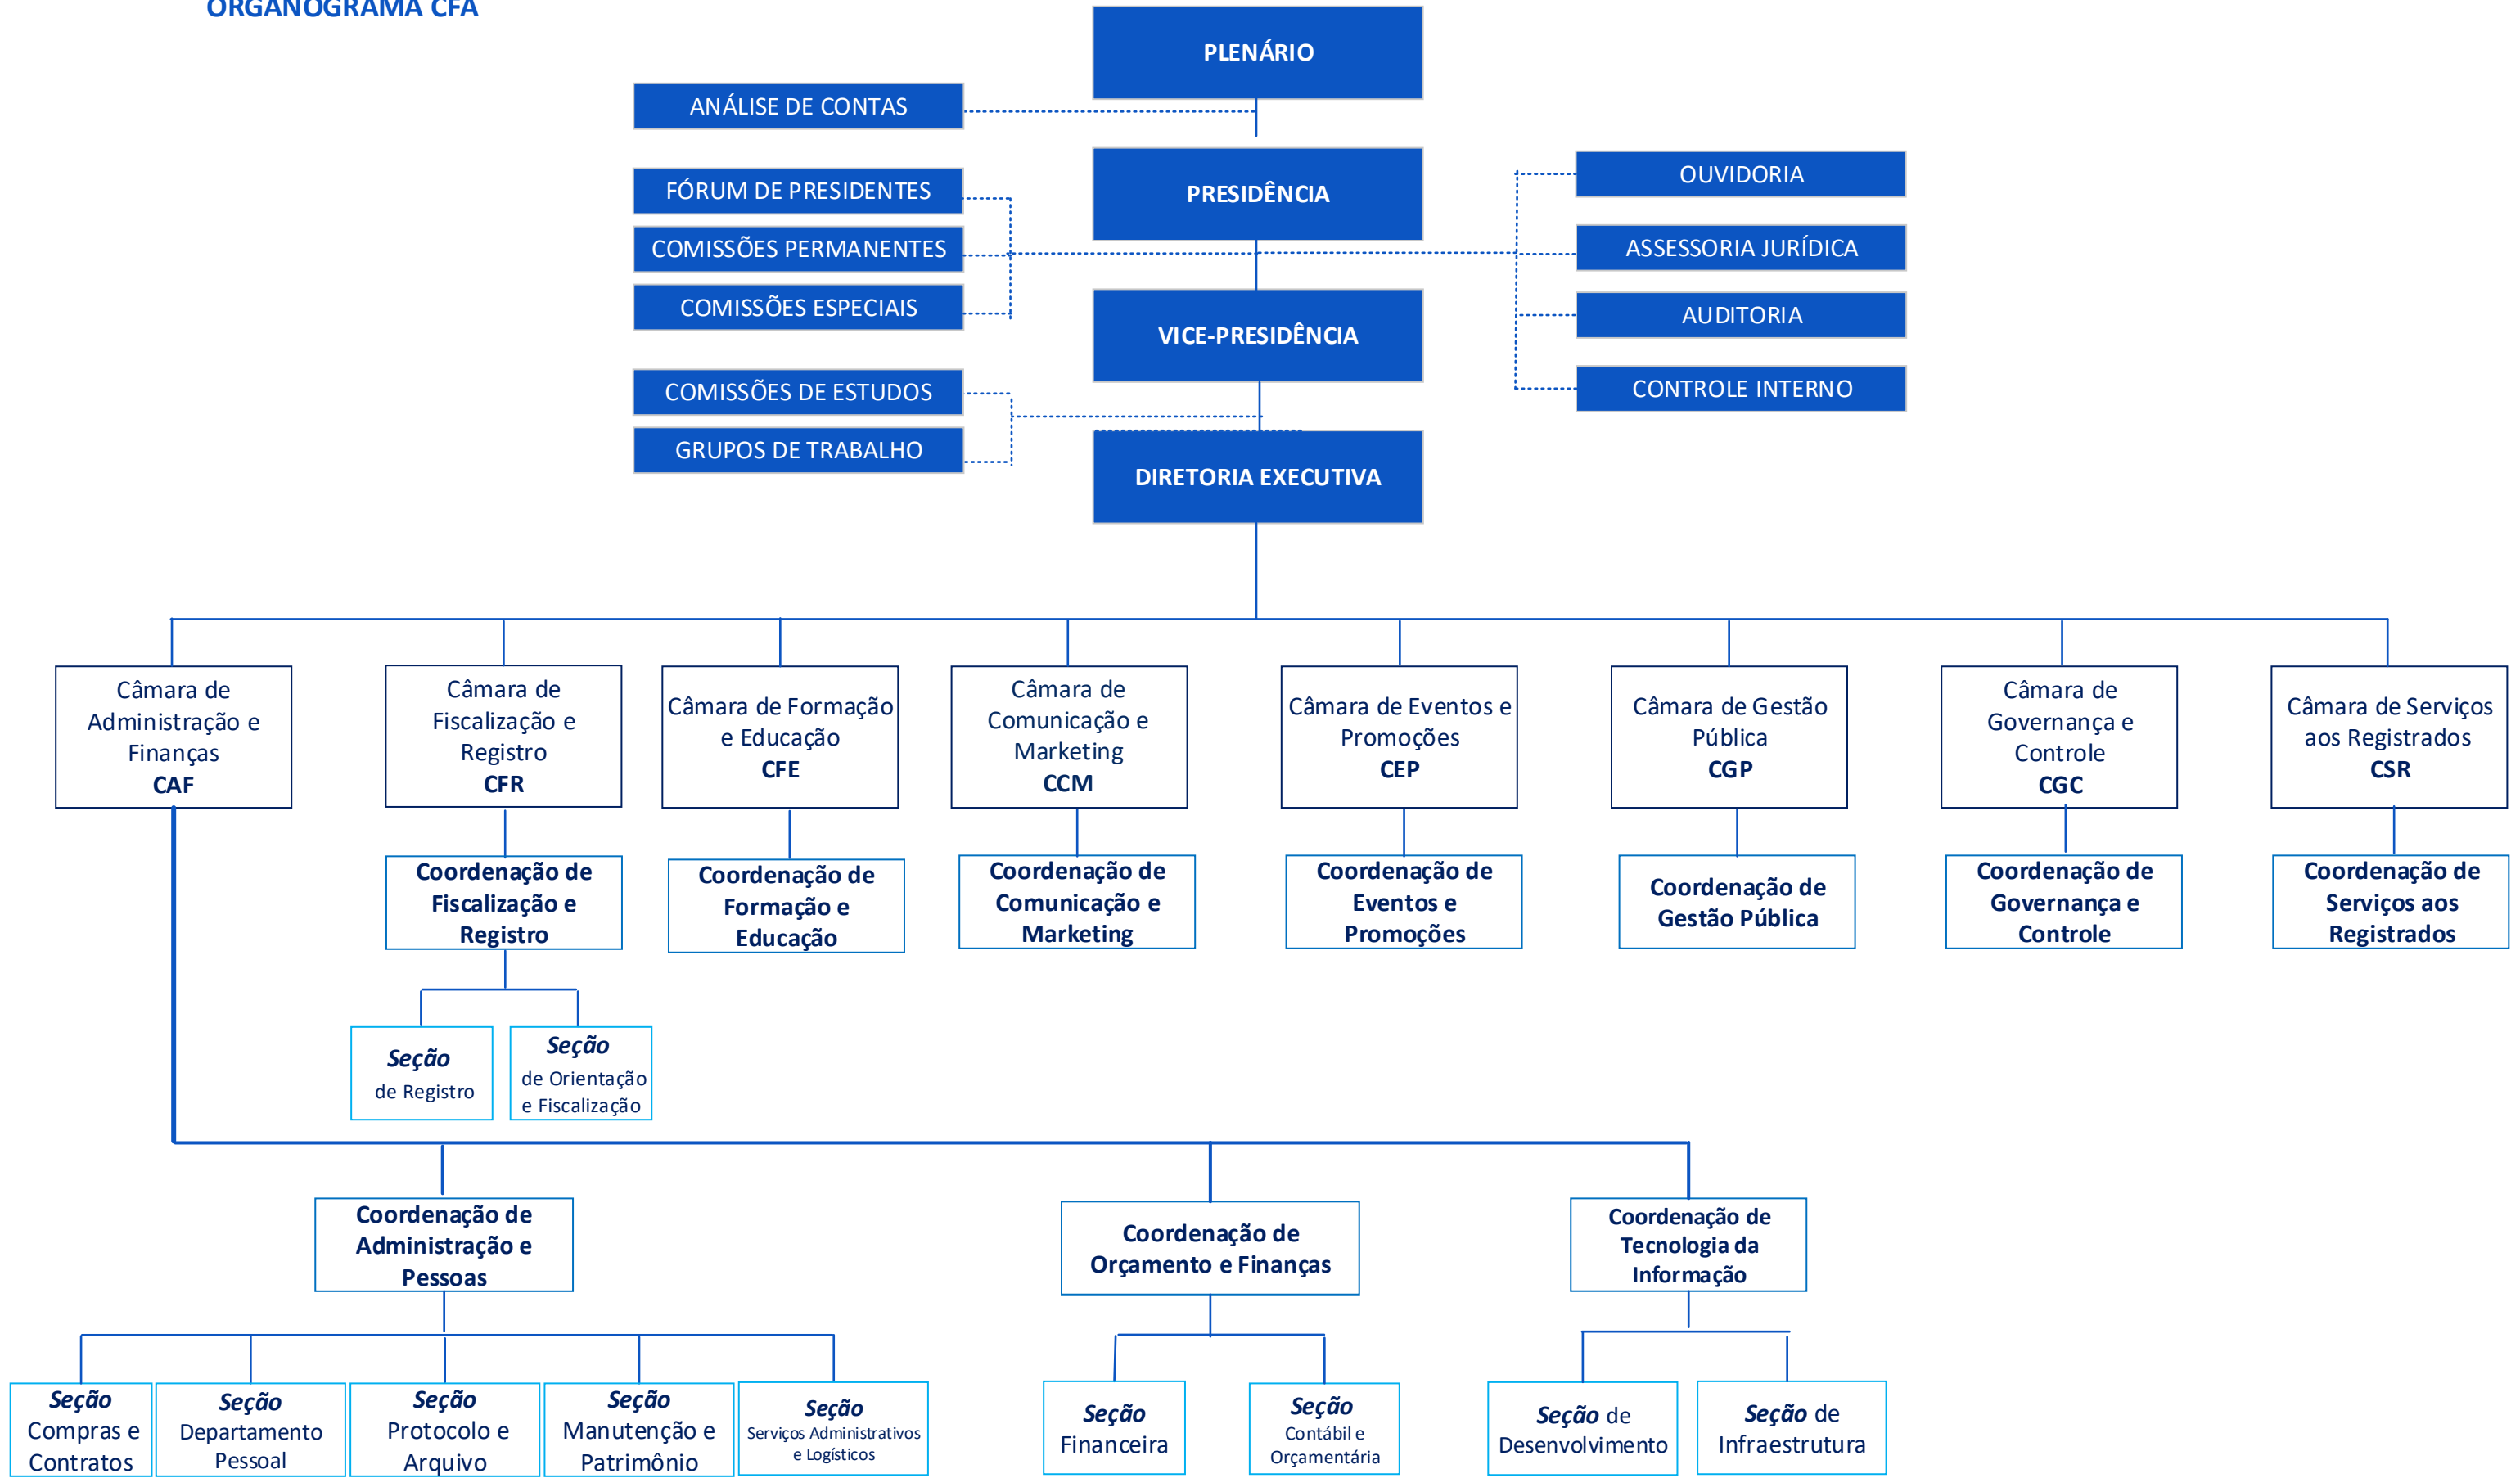 ORGANOGRAMA CFA
PLENÁRIO
ANÁLISE DE CONTAS
PRESIDÊNCIA
FÓRUM DE PRESIDENTES
COMISSÕES PERMANENTES
COMISSÕES ESPECIAIS
OUVIDORIA
ASSESSORIA JURÍDICA
AUDITORIA
CONTROLE INTERNO
VICE-PRESIDÊNCIA
COMISSÕES DE ESTUDOS
GRUPOS DE TRABALHO
DIRETORIA EXECUTIVA
Câmara de
Administração e
Finanças
CAF
Câmara de
Fiscalização e
Registro
CFR
Câmara de Formação
e Educação
CFE
Câmara de
Comunicação e
Marketing
CCM
Câmara de Eventos e
Promoções
CEP
Câmara de Gestão
Pública
CGP
Câmara de
Governança e
Controle
CGC
Câmara de Serviços
aos Registrados
CSR
Coordenação de
Fiscalização e
Registro
Coordenação de
Formação e
Educação
Coordenação de
Comunicação e
Marketing
Coordenação de
Eventos e
Promoções
Coordenação de
Gestão Pública
Coordenação de
Governança e
Controle
Coordenação de
Serviços aos
Registrados
Seção
de Registro
Seção
de Orientação
e Fiscalização
Coordenação de
Administração e
Pessoas
Coordenação de
Orçamento e Finanças
Coordenação de
Tecnologia da
Informação
Seção
Compras e
Contratos
Seção
Departamento
Pessoal
Seção
Protocolo e
Arquivo
Seção
Manutenção e
Patrimônio
Seção
Serviços Administrativos
e Logísticos
Seção
Financeira
Seção
Contábil e
Orçamentária
Seção de
Desenvolvimento
Seção de
Infraestrutura